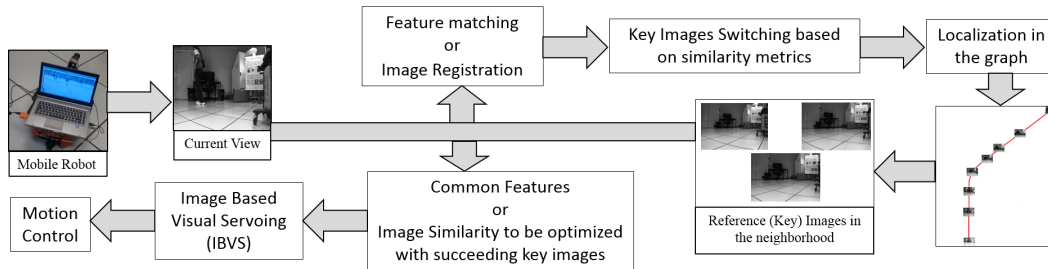 Mobile Robot
Current View
Feature matching
or
Image Registration
Key Images Switching based
on similarity metrics
Localization in
the graph
Reference (Key) Images in
the neighborhood
Common Features
or
Image Similarity to be optimized
with succeeding key images
Image Based
Visual Servoing
(IBVS)
Motion
Control